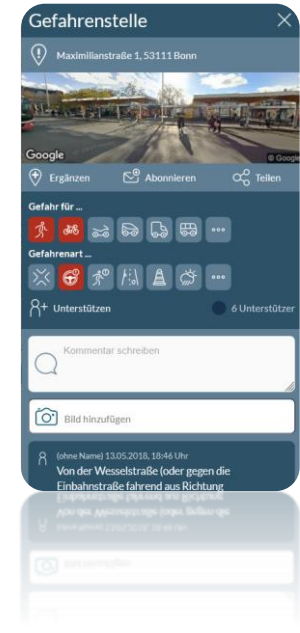 Gefahrenstelle
Maximilianstraße 1, 53111 Bonn
Google
© Google
Ergänzen Abonnieren Teilen
Gefahr für ...
Gefahrenart ...
Unterstützen 6 Unterstützer
Kommentar schreiben
Bild hinzufügen
(ohne Name) 13.05.2018, 18:46 Uhr
Von der Wesselstraße (oder gegen die
Einbahnstraße fahrend aus Richtung